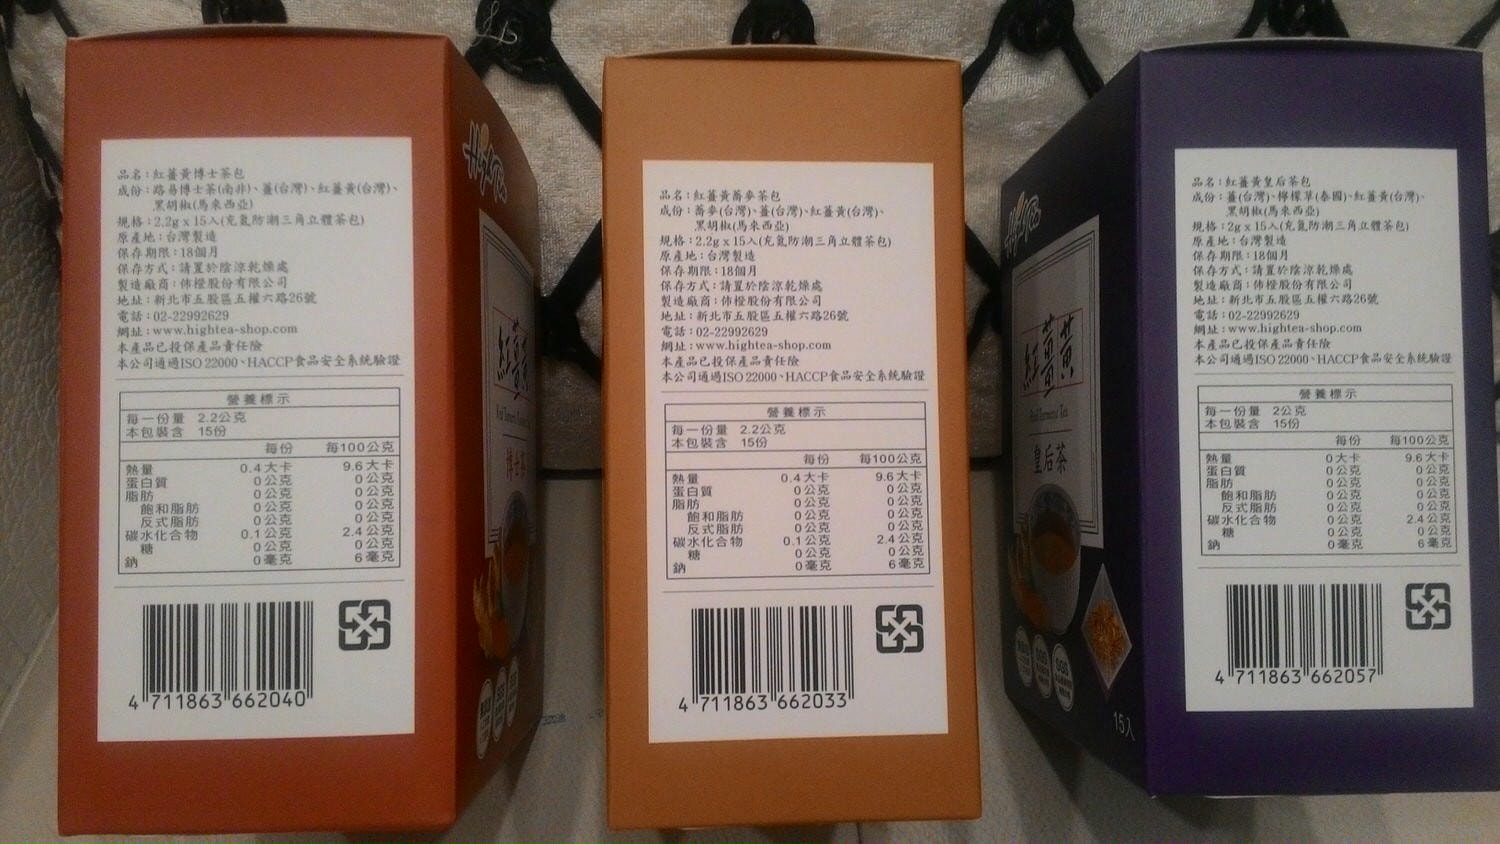 品名：紅薑黃博士茶包
成份：路易博士茶(南非)、薑(台灣)、紅薑黃(台灣)、
黑胡椒(馬來西亞)
規格：2.2g x 15入(充氮防潮三角立體茶包)
原產地：台灣製造
保存期限：18個月
保存方式：請置於陰涼乾燥處
製造廠商：佈橙股份有限公司
地址：新北市五股區五權六路26號
電話：02-22992629
網址：www.hightea-shop.com
本產品已投保產品責任險
本公司通過ISO 22000、HACCP食品安全系統驗證
營養標示
每一份量 2.2公克
本包裝含 15份
每份 每100公克
熱量 0.4大卡 9.6大卡
蛋白質 0公克 0公克
脂肪 0公克 0公克
飽和脂肪 0公克 0公克
反式脂肪 0公克 0公克
碳水化合物 0.1公克 2.4公克
糖 0公克 0公克
鈉 0毫克 6毫克
4 711863 662040
紅薑黃
博士茶
品名：紅薑黃蕎麥茶包
成份：蕎麥(台灣)、薑(台灣)、紅薑黃(台灣)、
黑胡椒(馬來西亞)
規格：2.2g x 15入(充氮防潮三角立體茶包)
原產地：台灣製造
保存期限：18個月
保存方式：請置於陰涼乾燥處
製造廠商：佈橙股份有限公司
地址：新北市五股區五權六路26號
電話：02-22992629
網址：www.hightea-shop.com
本產品已投保產品責任險
本公司通過ISO 22000、HACCP食品安全系統驗證
營養標示
每一份量 2.2公克
本包裝含 15份
每份 每100公克
熱量 0.4大卡 9.6大卡
蛋白質 0公克 0公克
脂肪 0公克 0公克
飽和脂肪 0公克 0公克
反式脂肪 0公克 0公克
碳水化合物 0.1公克 2.4公克
糖 0公克 0公克
鈉 0毫克 6毫克
4 711863 662033
紅薑黃
Red Turmeric Tea
皇后茶
15入
品名：紅薑黃皇后茶包
成份：薑(台灣)、檸檬草(泰國)、紅薑黃(台灣)、
黑胡椒(馬來西亞)
規格：2g x 15入(充氮防潮三角立體茶包)
原產地：台灣製造
保存期限：18個月
保存方式：請置於陰涼乾燥處
製造廠商：佈橙股份有限公司
地址：新北市五股區五權六路26號
電話：02-22992629
網址：www.hightea-shop.com
本產品已投保產品責任險
本公司通過ISO 22000、HACCP食品安全系統驗證
營養標示
每一份量 2公克
本包裝含 15份
每份 每100公克
熱量 0大卡 9.6大卡
蛋白質 0公克 0公克
脂肪 0公克 0公克
飽和脂肪 0公克 0公克
反式脂肪 0公克 0公克
碳水化合物 0公克 2.4公克
糖 0公克 0公克
鈉 0毫克 6毫克
4 711863 662057